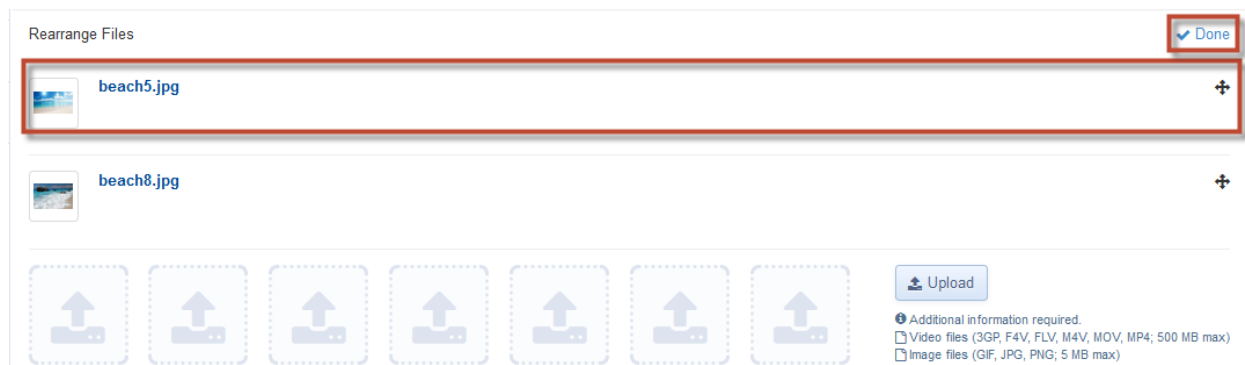 Rearrange Files
Done
beach5.jpg
beach8.jpg
Upload
Additional information required.
Video files (3GP, F4V, FLV, M4V, MOV, MP4; 500 MB max)
Image files (GIF, JPG, PNG; 5 MB max)